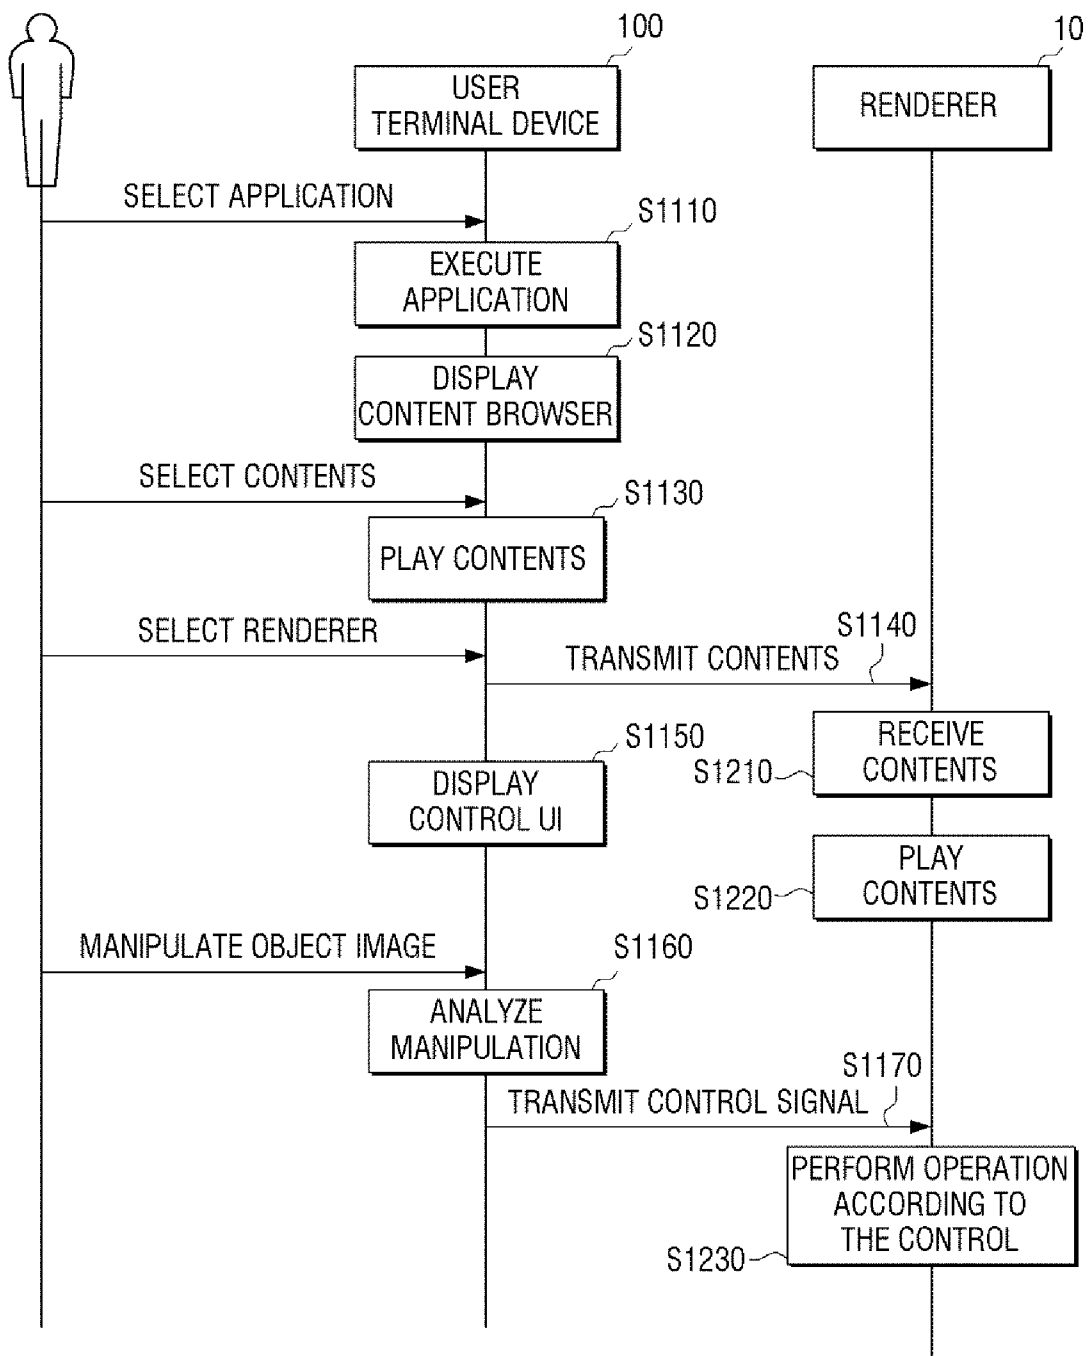 100
10
USER
TERMINAL DEVICE
RENDERER
SELECT APPLICATION
S1110
EXECUTE
APPLICATION
S1120
DISPLAY
CONTENT BROWSER
SELECT CONTENTS
S1130
PLAY CONTENTS
SELECT RENDERER
S1140
TRANSMIT CONTENTS
RECEIVE
CONTENTS
S1210
S1150
DISPLAY
CONTROL UI
PLAY
CONTENTS
S1220
MANIPULATE OBJECT IMAGE
S1160
ANALYZE
MANIPULATION
S1170
TRANSMIT CONTROL SIGNAL
PERFORM OPERATION
ACCORDING TO
THE CONTROL
S1230